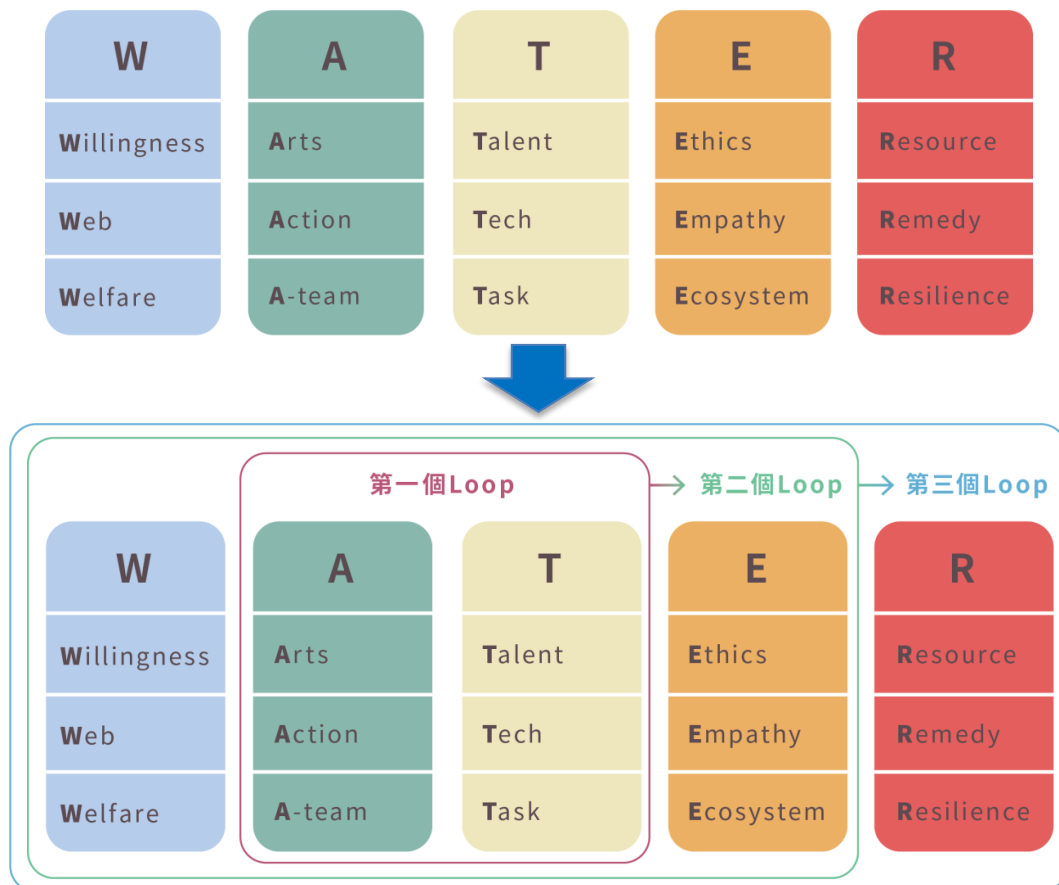 W A T E R
Willingness Arts Talent Ethics Resource
Web Action Tech Empathy Remedy
Welfare A-team Task Ecosystem Resilience
第一個Loop 第二個Loop 第三個Loop
W A T E R
Willingness Arts Talent Ethics Resource
Web Action Tech Empathy Remedy
Welfare A-team Task Ecosystem Resilience